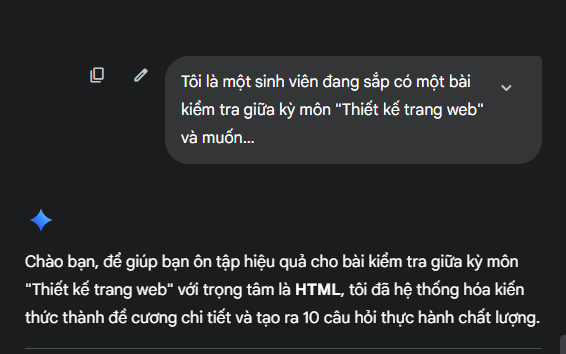 Tôi là một sinh viên đang sắp có một bài
kiểm tra giữa kỳ môn "Thiết kế trang web"
và muốn...
Chào bạn, để giúp bạn ôn tập hiệu quả cho bài kiểm tra giữa kỳ môn
"Thiết kế trang web" với trọng tâm là HTML, tôi đã hệ thống hóa kiến
thức thành đề cương chi tiết và tạo ra 10 câu hỏi thực hành chất lượng.